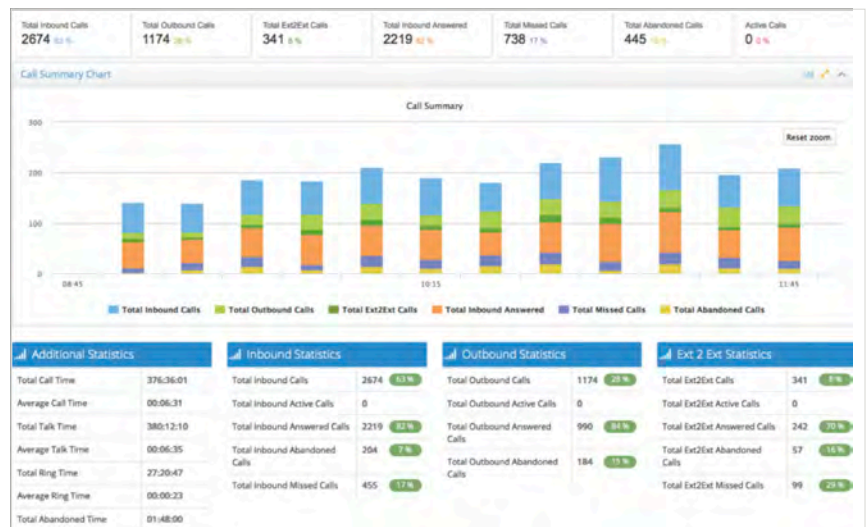 Total Inbound Calls
2674 63 %
Total Outbound Calls
1174 28 %
Total Ext2Ext Calls
341 8 %
Total Inbound Answered
2219 82 %
Total Missed Calls
738 17 %
Total Abandoned Calls
445
Active Calls
0 0 %
Call Summary Chart
Call Summary
Reset zoom
300
200
100
0
08:45
10:15
11:45
Total Inbound Calls
Total Outbound Calls
Total Ext2Ext Calls
Total Inbound Answered
Total Missed Calls
Total Abandoned Calls
Additional Statistics
Total Call Time 376:36:01
Average Call Time 00:06:31
Total Talk Time 380:12:10
Average Talk Time 00:06:35
Total Ring Time 27:20:47
Average Ring Time 00:00:23
Total Abandoned Time 01:48:00
Inbound Statistics
Total Inbound Calls 2674 63 %
Total Inbound Active Calls 0
Total Inbound Answered Calls 2219 82 %
Total Inbound Abandoned
Calls 204 7 %
Total Inbound Missed Calls 455 17 %
Outbound Statistics
Total Outbound Calls 1174 28 %
Total Outbound Active Calls 0
Total Outbound Answered
Calls 990 84 %
Total Outbound Abandoned
Calls 184 15 %
Ext 2 Ext Statistics
Total Ext2Ext Calls 341 8 %
Total Ext2Ext Active Calls 0
Total Ext2Ext Answered Calls 242 70 %
Total Ext2Ext Abandoned
Calls 57 16 %
Total Ext2Ext Missed Calls 99 29 %